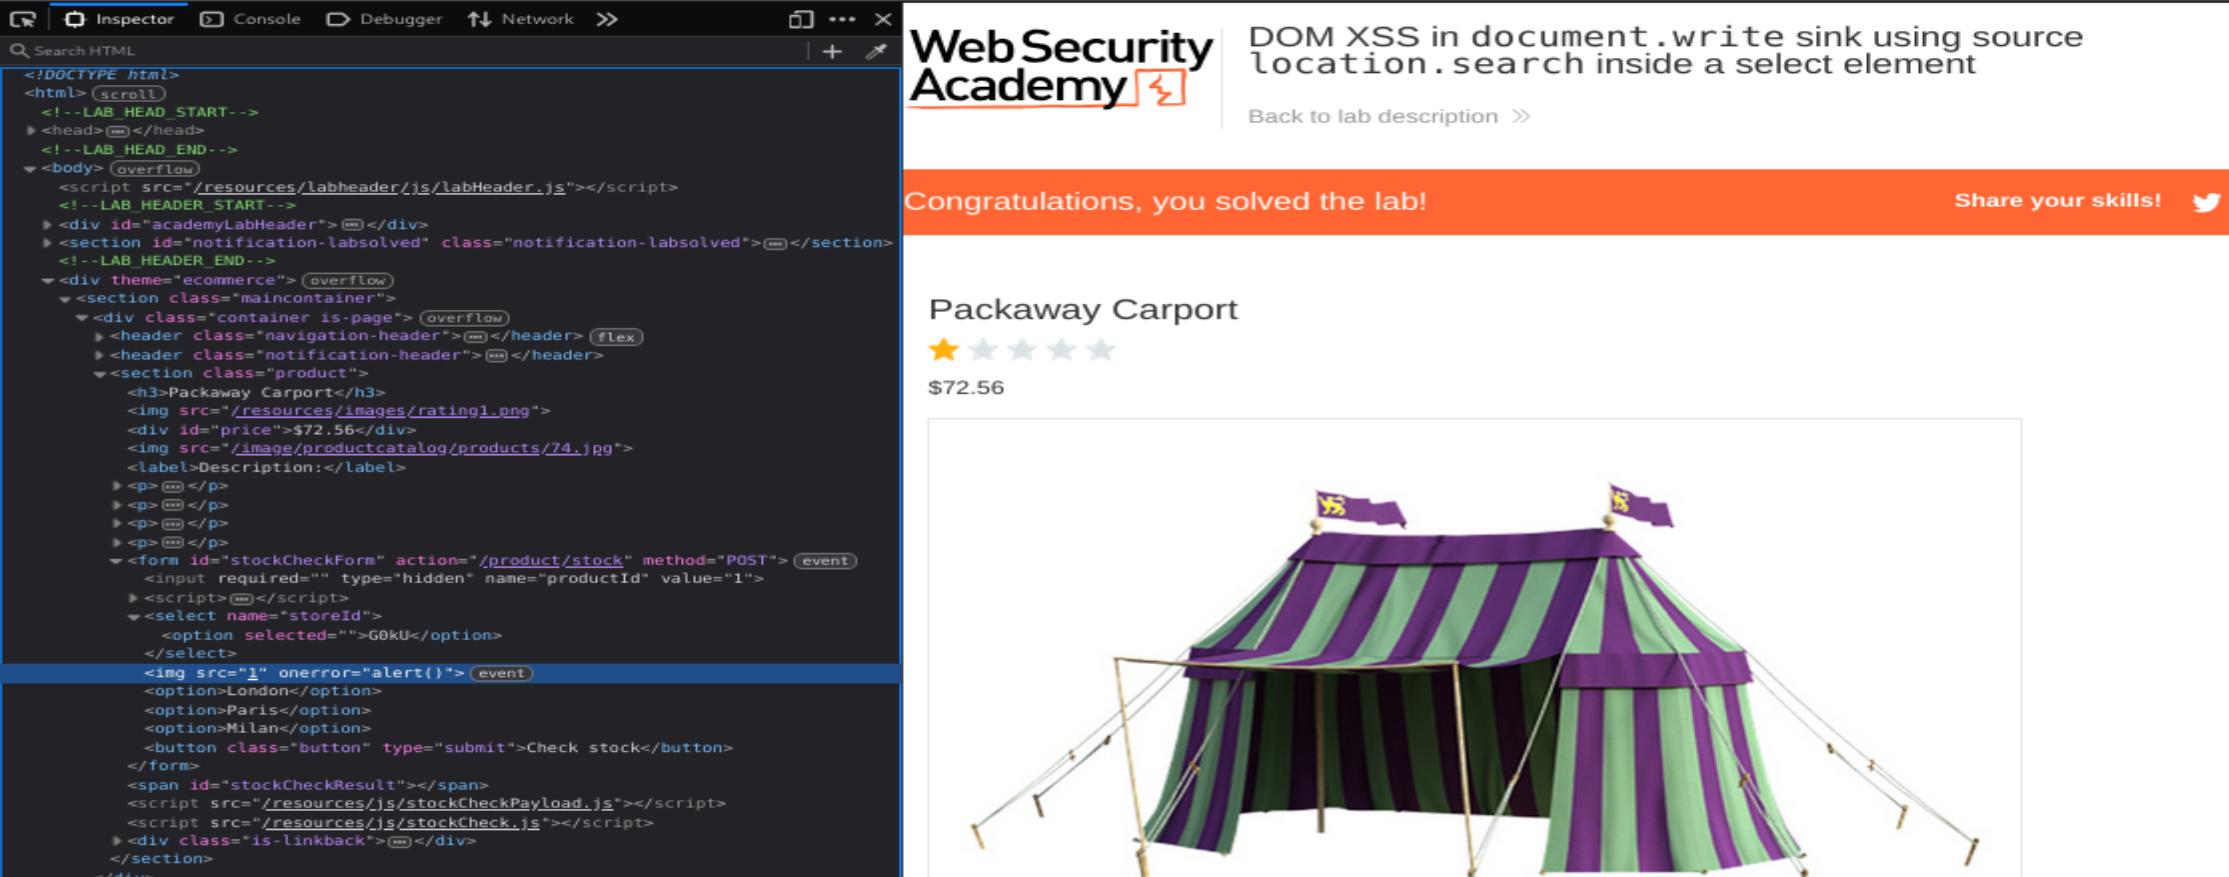 Inspector Console Debugger Network
Search HTML
<!DOCTYPE html>
<html> scroll
<!--LAB_HEAD_START-->
<head>⋯</head>
<!--LAB_HEAD_END-->
<body> overflow
<script src="/resources/labheader/js/labHeader.js"></script>
<!--LAB_HEADER_START-->
<div id="academyLabHeader">⋯</div>
<section id="notification-labsolved" class="notification-labsolved">⋯</section>
<!--LAB_HEADER_END-->
<div theme="ecommerce"> overflow
<section class="maincontainer">
<div class="container is-page"> overflow
<header class="navigation-header">⋯</header> flex
<header class="notification-header">⋯</header>
<section class="product">
<h3>Packaway Carport</h3>
<img src="/resources/images/rating1.png">
<div id="price">$72.56</div>
<img src="/image/productcatalog/products/74.jpg">
<label>Description:</label>
<p>⋯</p>
<p>⋯</p>
<p>⋯</p>
<p>⋯</p>
<form id="stockCheckForm" action="/product/stock" method="POST"> event
<input required="" type="hidden" name="productId" value="1">
<script>⋯</script>
<select name="storeId">
<option selected="">G0kU</option>
</select>
<img src="1" onerror="alert()"> event
<option>London</option>
<option>Paris</option>
<option>Milan</option>
<button class="button" type="submit">Check stock</button>
</form>
<span id="stockCheckResult"></span>
<script src="/resources/js/stockCheckPayload.js"></script>
<script src="/resources/js/stockCheck.js"></script>
<div class="is-linkback">⋯</div>
</section>
Web Security
Academy
DOM XSS in document.write sink using source
location.search inside a select element
Back to lab description
Congratulations, you solved the lab!
Share your skills!
Packaway Carport
$72.56